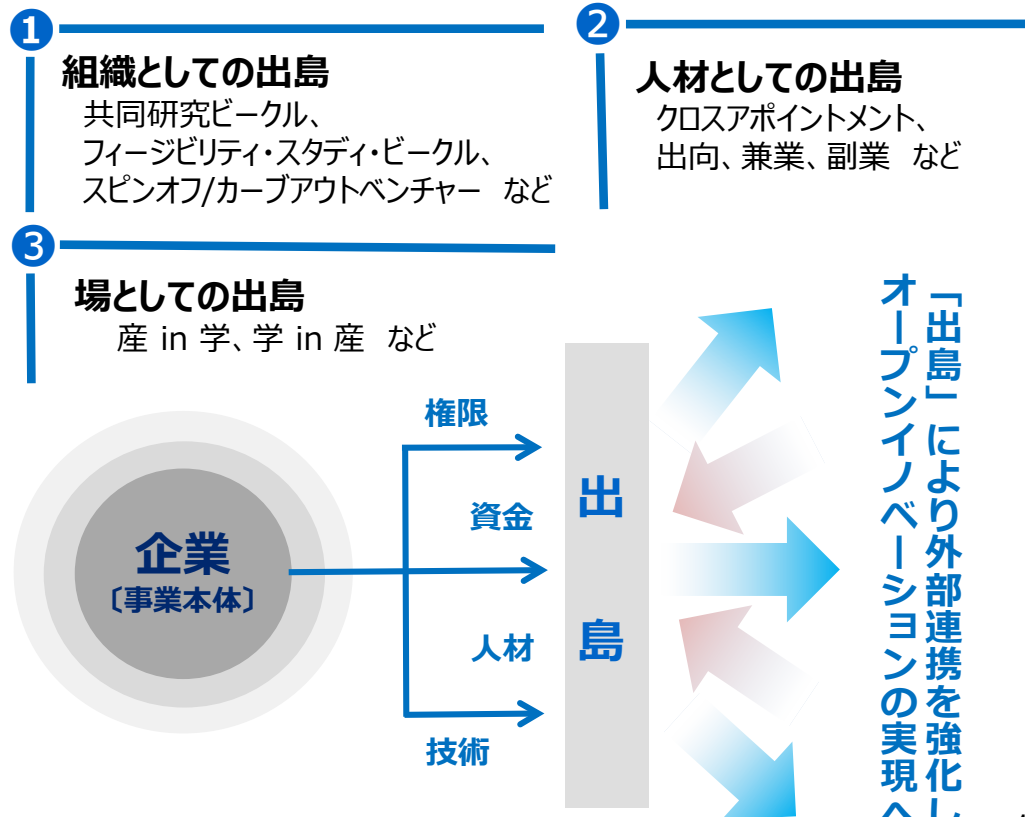 1
組織としての出島
共同研究ビークル、
フィージビリティ・スタディ・ビークル、
スピンオフ/カーブアウトベンチャー など
2
人材としての出島
クロスアポイントメント、
出向、兼業、副業 など
3
場としての出島
産 in 学、学 in 産 など
企業
〔事業本体〕
権限
資金
人材
技術
出島
「出島」により外部連携を強化し
オープンイノベーションの実現へ